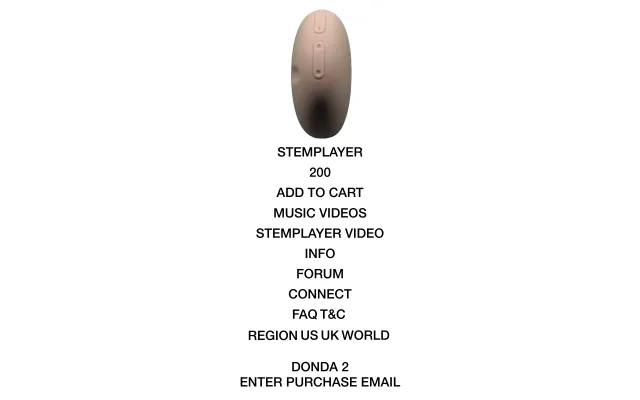 STEMPLAYER
200
ADD TO CART
MUSIC VIDEOS
STEMPLAYER VIDEO
INFO
FORUM
CONNECT
FAQ T&C
REGION US UK WORLD
DONDA 2
ENTER PURCHASE EMAIL